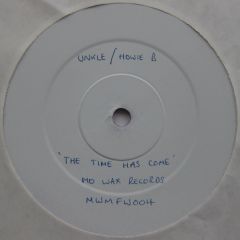 UNKLE / HOWIE B
"THE TIME HAS COME"
MO WAX RECORDS
MWMFW004